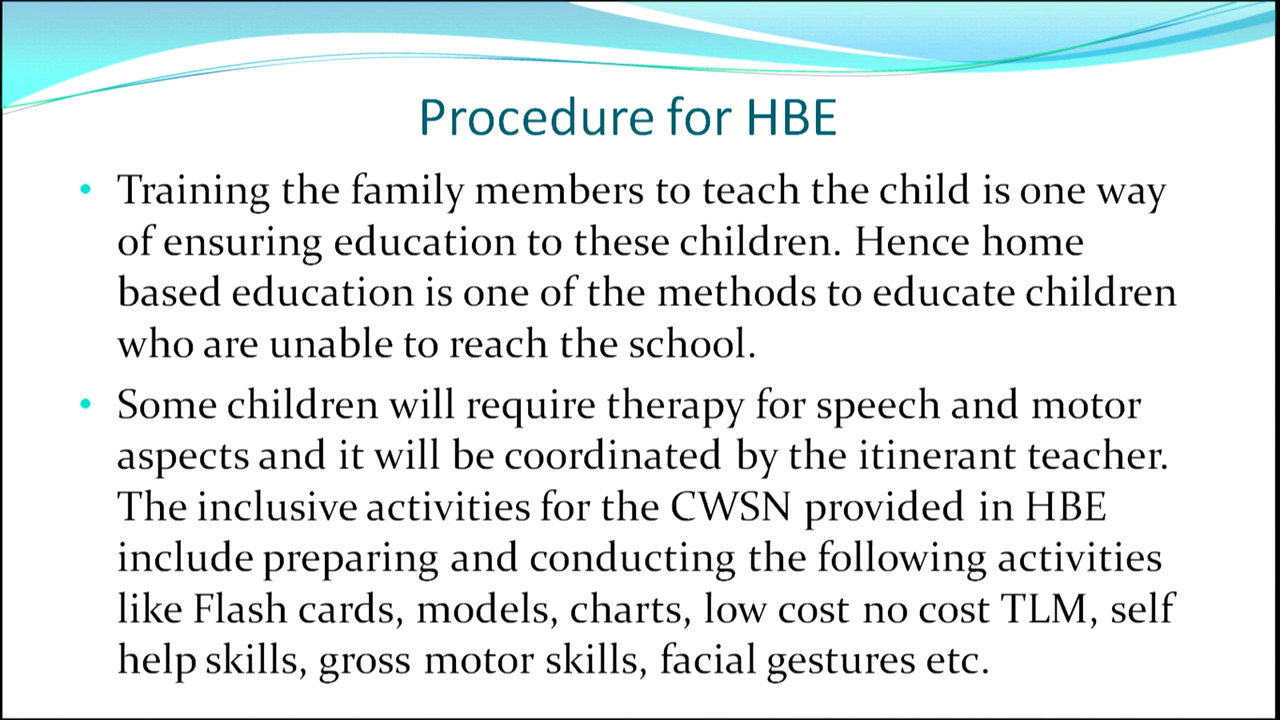 Procedure for HBE
• Training the family members to teach the child is one way
of ensuring education to these children. Hence home
based education is one of the methods to educate children
who are unable to reach the school.
• Some children will require therapy for speech and motor
aspects and it will be coordinated by the itinerant teacher.
The inclusive activities for the CWSN provided in HBE
include preparing and conducting the following activities
like Flash cards, models, charts, low cost no cost TLM, self
help skills, gross motor skills, facial gestures etc.